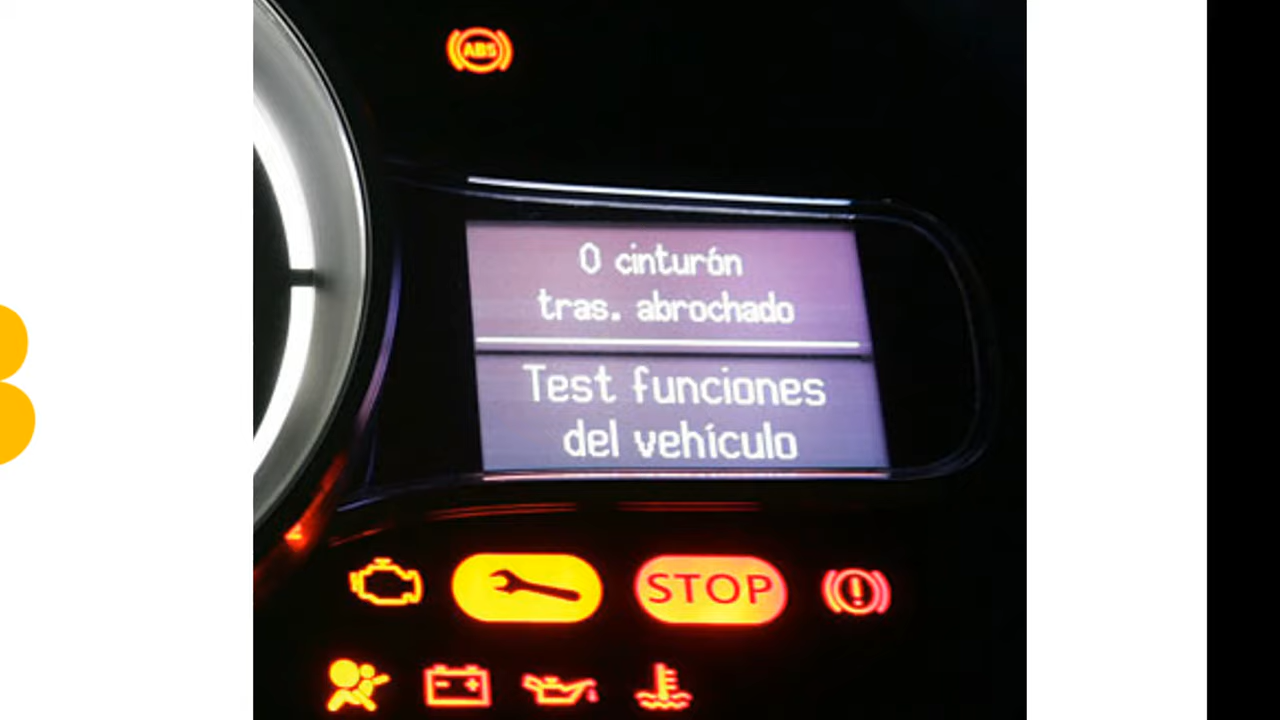 ABS
0 cinturón
tras. abrochado
Test funciones
del vehículo
STOP